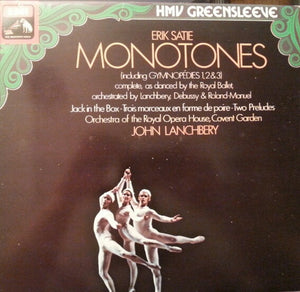 HMV GREENSLEEVE
ERIK SATIE
MONOTONES
(including GYMNOPÉDIES 1,2&3)
complete, as danced by the Royal Ballet
orchestrated by Lanchbery, Debussy & Roland-Manuel
Jack in the Box·Trois morceaux en forme de poire·Two Preludes
Orchestra of the Royal Opera House, Covent Garden
JOHN LANCHBERY